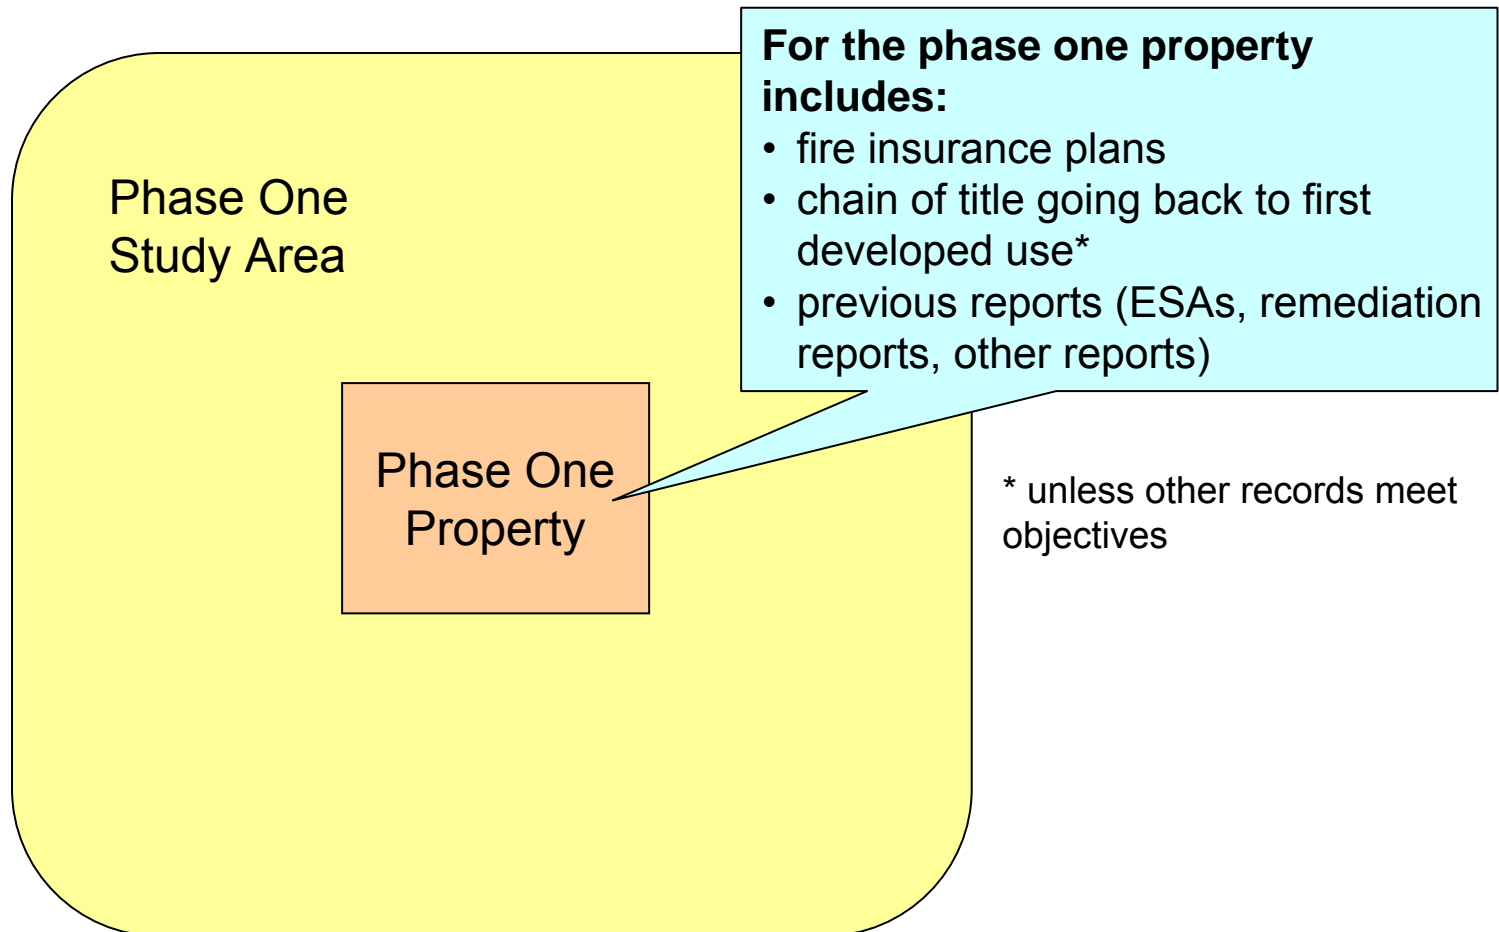 For the phase one property
includes:
• fire insurance plans
• chain of title going back to first
developed use*
• previous reports (ESAs, remediation
reports, other reports)
Phase One
Study Area
Phase One
Property
* unless other records meet
objectives